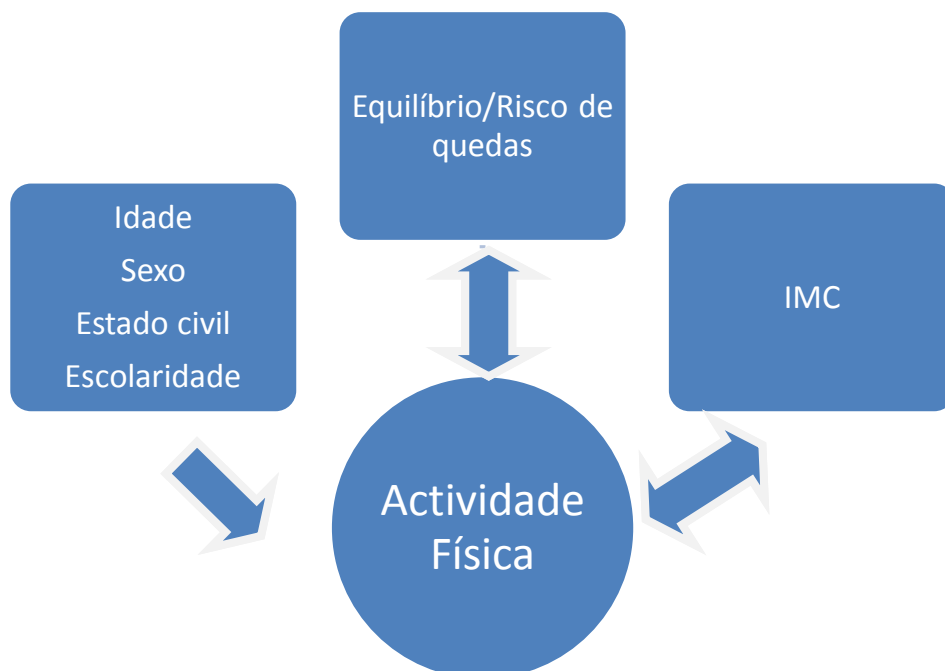 Equilíbrio/Risco de
quedas
Idade
Sexo
Estado civil
Escolaridade
IMC
Actividade
Física